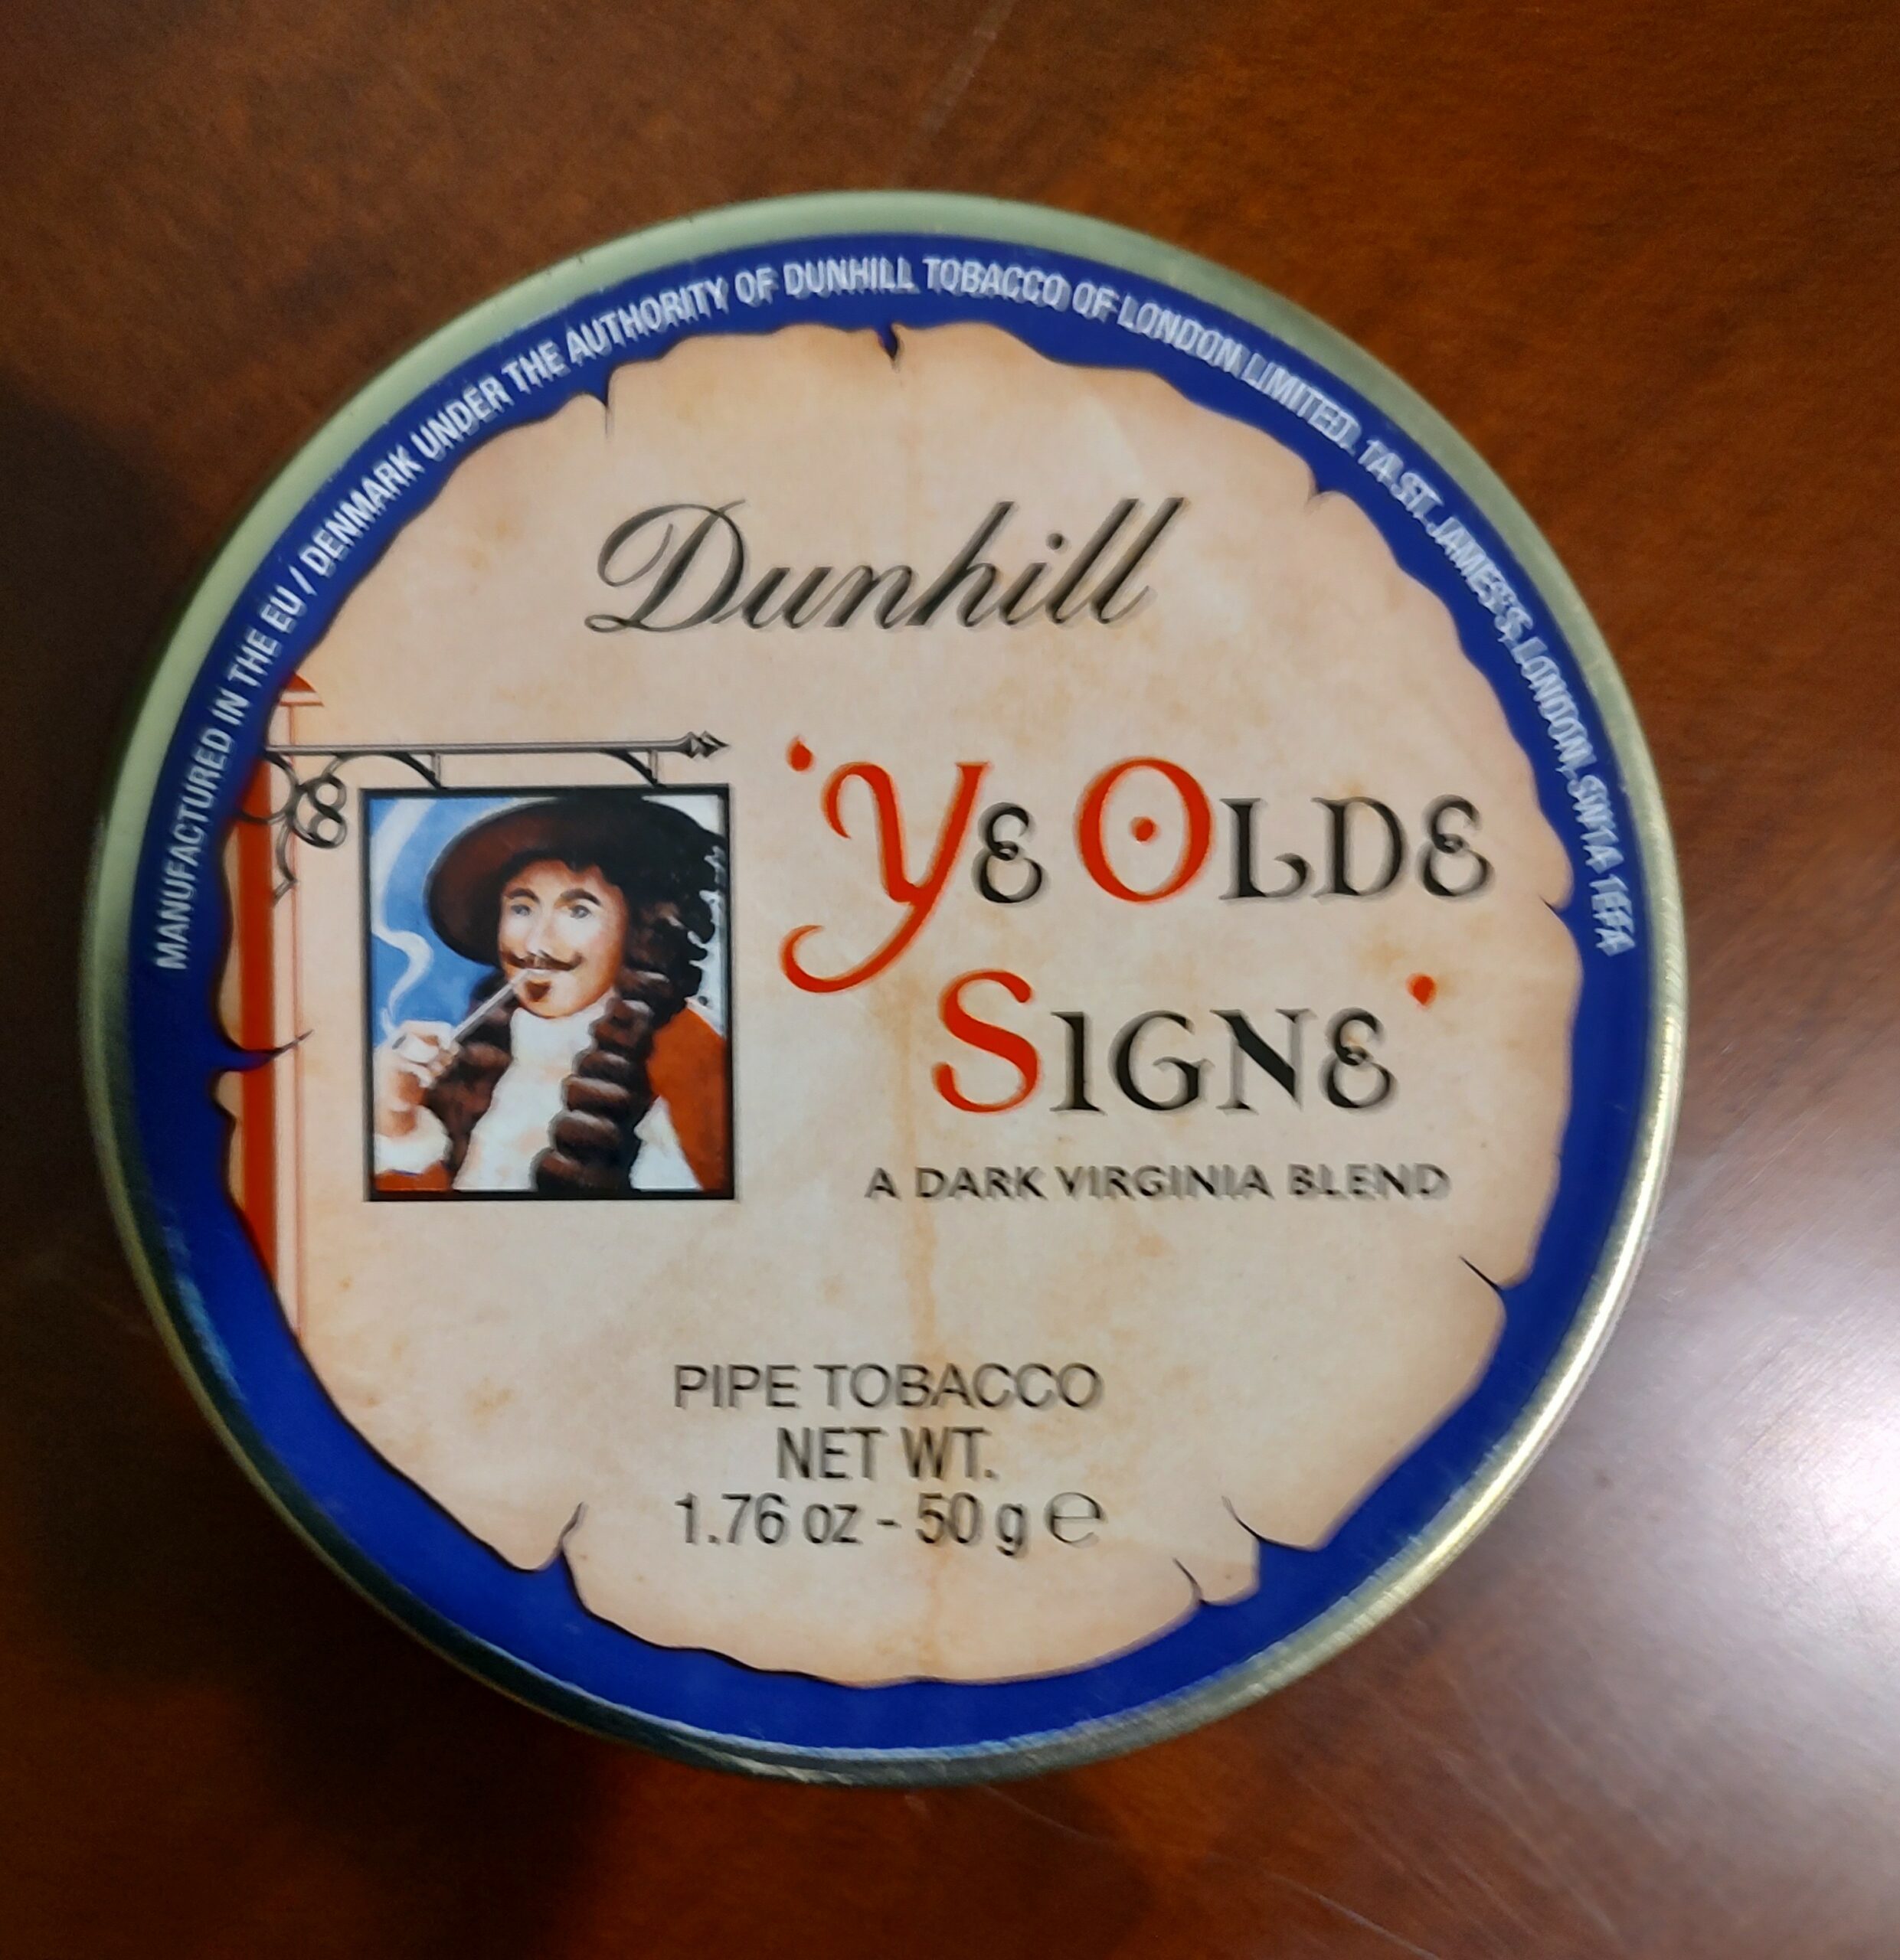 MANUFACTURED IN THE EU / DENMARK UNDER THE AUTHORITY OF DUNHILL TOBACCO OF LONDON LIMITED. 1A ST. JAMES'S, LONDON, SW1A 1EF
Dunhill
'YE OLDE
SIGNE'
A DARK VIRGINIA BLEND
PIPE TOBACCO
NET WT.
1.76 oz - 50 g ℮